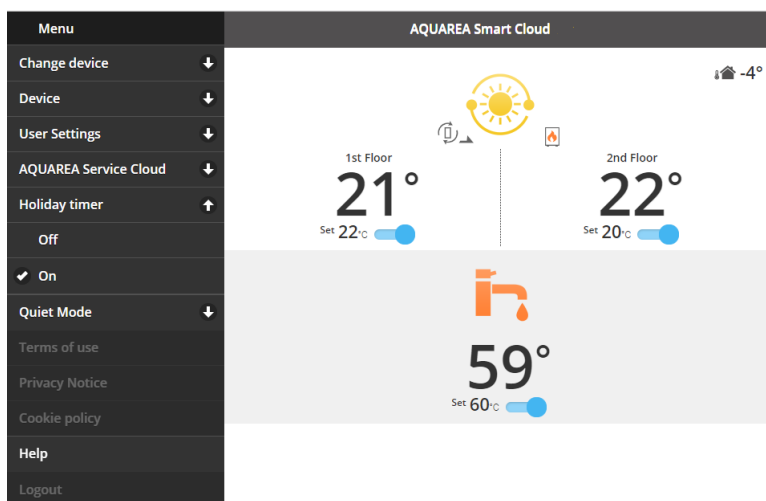 Menu
AQUAREA Smart Cloud
Change device
Device
User Settings
AQUAREA Service Cloud
Holiday timer
Off
On
Quiet Mode
Terms of use
Privacy Notice
Cookie policy
Help
Logout
-4°
1st Floor
21°
Set 22°C
2nd Floor
22°
Set 20°C
59°
Set 60°C